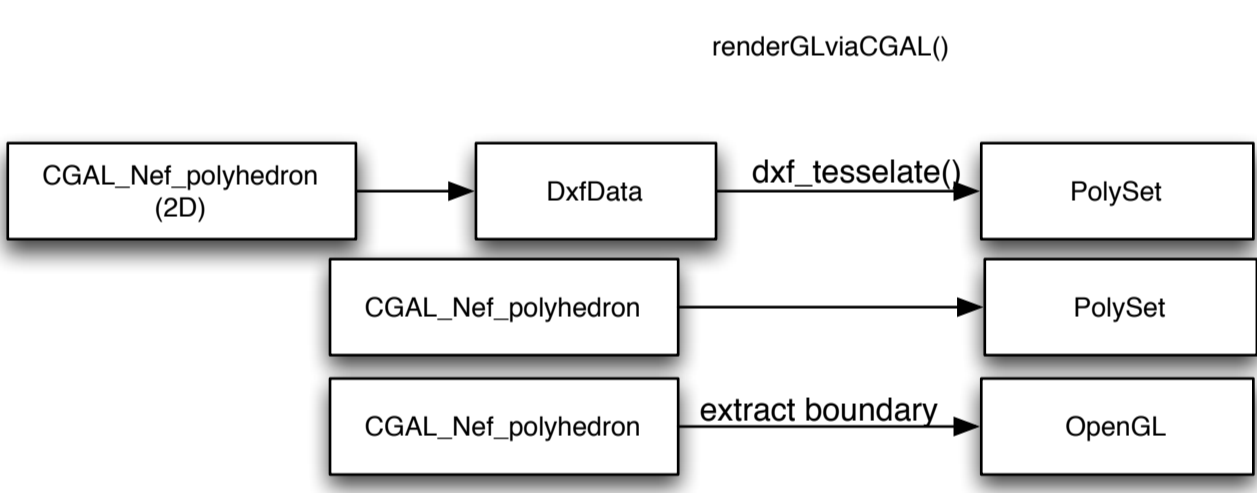 renderGLviaCGAL()
CGAL_Nef_polyhedron
(2D)
DxfData
dxf_tesselate()
PolySet
CGAL_Nef_polyhedron
PolySet
CGAL_Nef_polyhedron
extract boundary
OpenGL